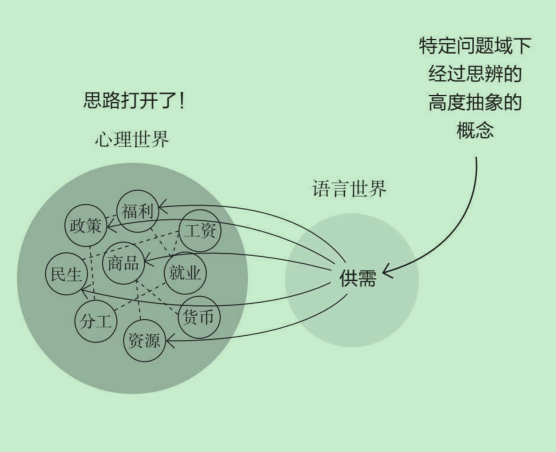 特定问题域下
经过思辨的
高度抽象的
概念
思路打开了！
心理世界
语言世界
福利
政策
工资
商品
民生
就业
分工
货币
资源
供需